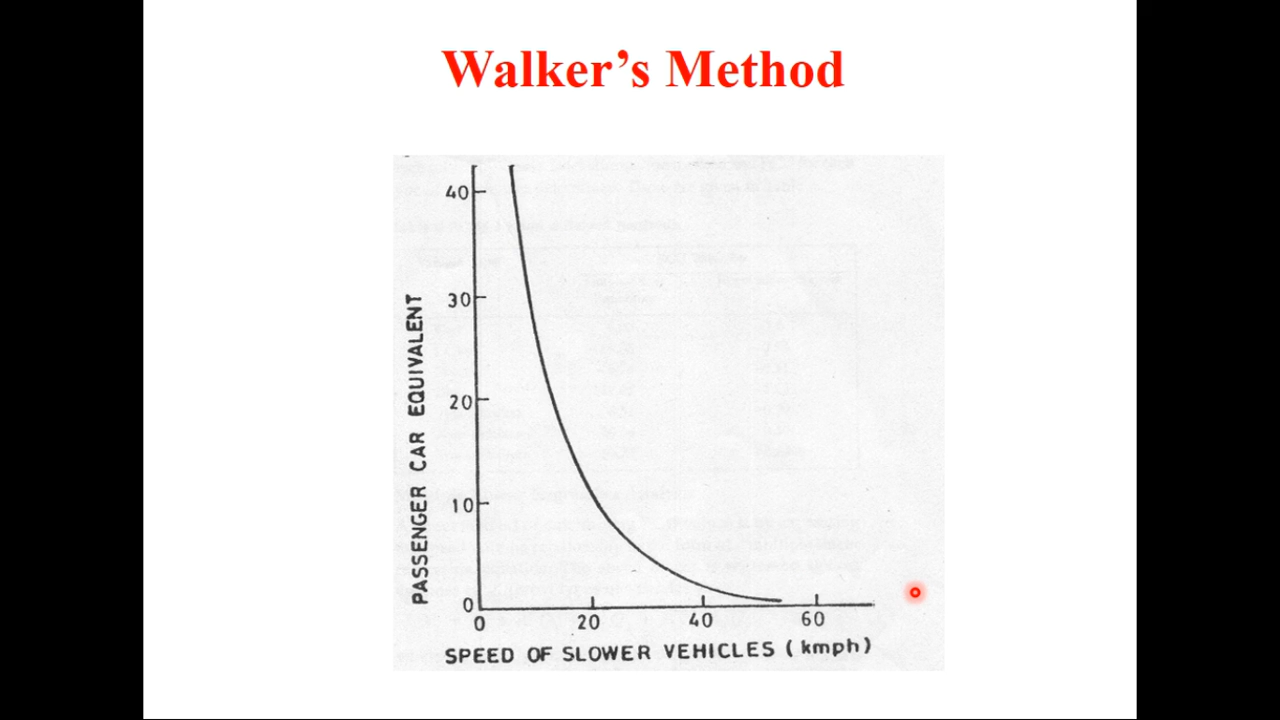 Walker's Method
40
30
20
10
0
PASSENGER CAR EQUIVALENT
0 20 40 60
SPEED OF SLOWER VEHICLES ( kmph )